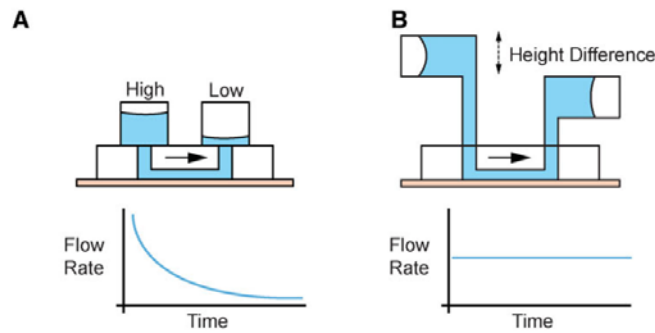 A
High
Low
Flow
Rate
Time
B
Height Difference
Flow
Rate
Time